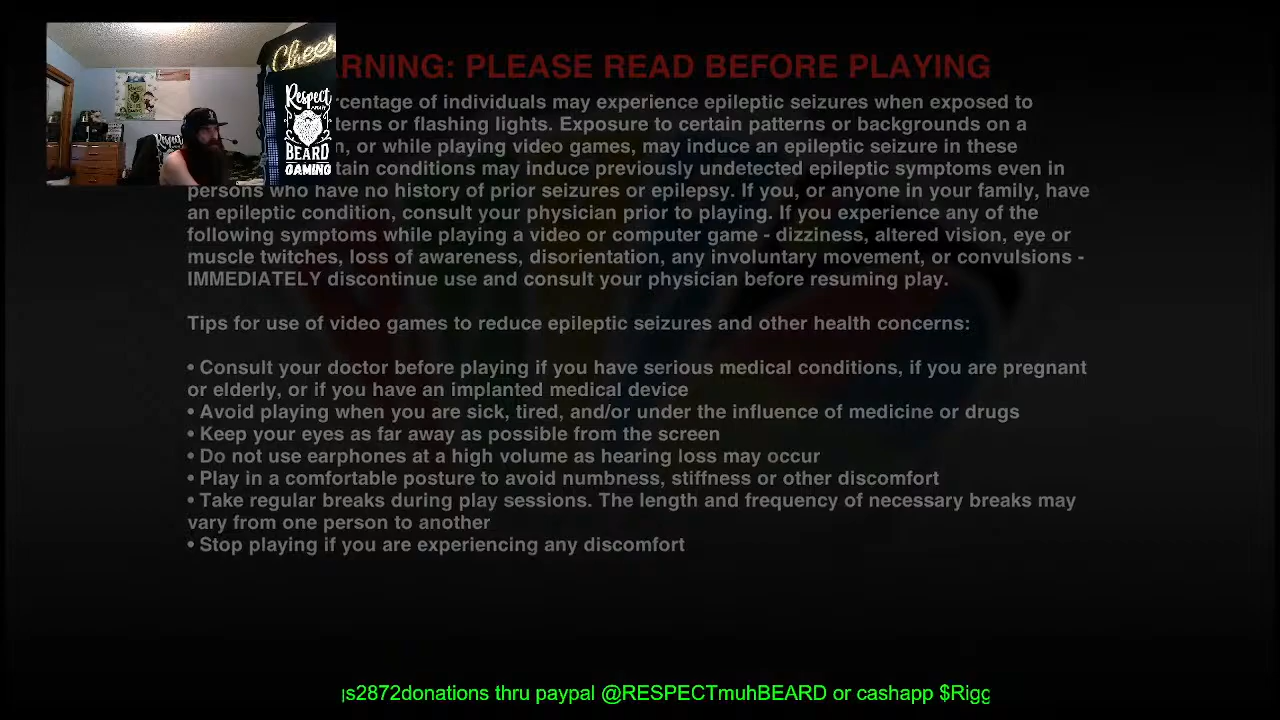 Cheer
Respect
BEARD
GAMING
RNING: PLEASE READ BEFORE PLAYING
rcentage of individuals may experience epileptic seizures when exposed to
terns or flashing lights. Exposure to certain patterns or backgrounds on a
n, or while playing video games, may induce an epileptic seizure in these
tain conditions may induce previously undetected epileptic symptoms even in
persons who have no history of prior seizures or epilepsy. If you, or anyone in your family, have
an epileptic condition, consult your physician prior to playing. If you experience any of the
following symptoms while playing a video or computer game - dizziness, altered vision, eye or
muscle twitches, loss of awareness, disorientation, any involuntary movement, or convulsions -
IMMEDIATELY discontinue use and consult your physician before resuming play.
Tips for use of video games to reduce epileptic seizures and other health concerns:
• Consult your doctor before playing if you have serious medical conditions, if you are pregnant
or elderly, or if you have an implanted medical device
• Avoid playing when you are sick, tired, and/or under the influence of medicine or drugs
• Keep your eyes as far away as possible from the screen
• Do not use earphones at a high volume as hearing loss may occur
• Play in a comfortable posture to avoid numbness, stiffness or other discomfort
• Take regular breaks during play sessions. The length and frequency of necessary breaks may
vary from one person to another
• Stop playing if you are experiencing any discomfort
gs2872donations thru paypal @RESPECTmuhBEARD or cashapp $Rigg